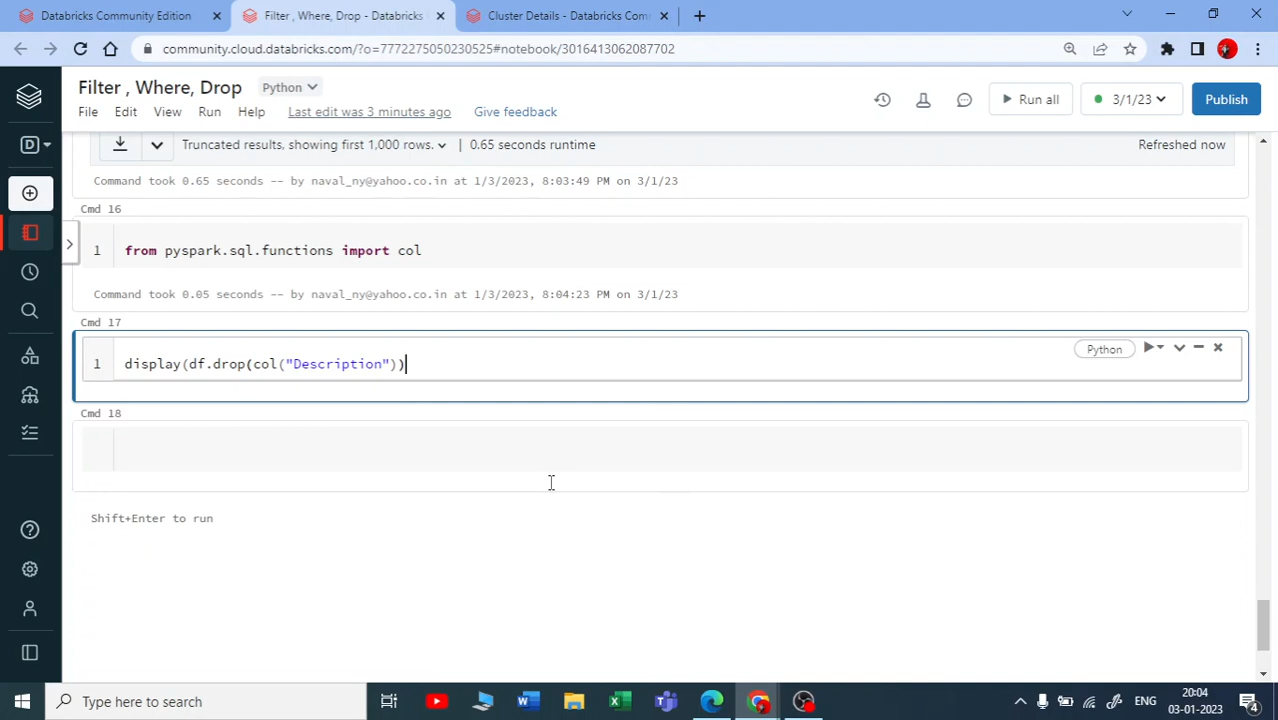 Databricks Community Edition
Filter , Where, Drop - Databricks
Cluster Details - Databricks Com
community.cloud.databricks.com/?o=7772275050230525#notebook/3016413062087702
Filter , Where, Drop
Python
File
Edit
View
Run
Help
Last edit was 3 minutes ago
Give feedback
Run all
3/1/23
Publish
D
Truncated results, showing first 1,000 rows.
| 0.65 seconds runtime
Refreshed now
Command took 0.65 seconds -- by naval_ny@yahoo.co.in at 1/3/2023, 8:03:49 PM on 3/1/23
Cmd 16
1 from pyspark.sql.functions import col
Command took 0.05 seconds -- by naval_ny@yahoo.co.in at 1/3/2023, 8:04:23 PM on 3/1/23
Cmd 17
Python
1 display(df.drop(col("Description"))
Cmd 18
Shift+Enter to run
Type here to search
ENG
20:04
03-01-2023
4